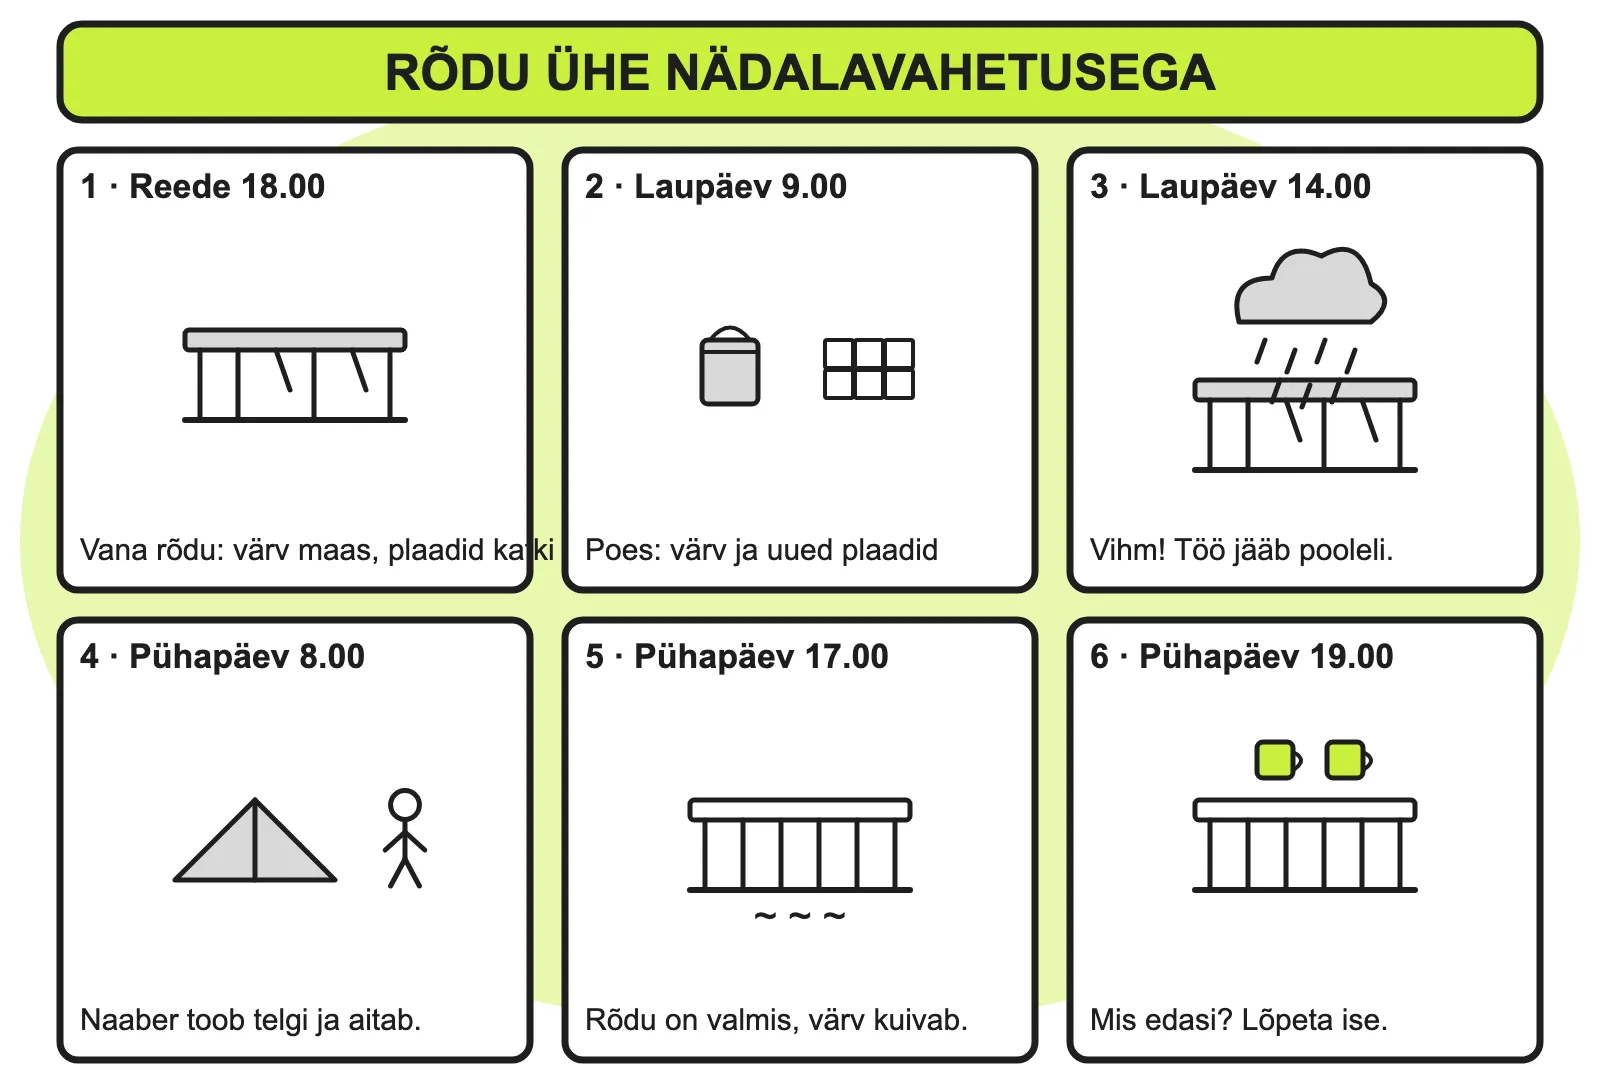 RÕDU ÜHE NÄDALAVAHETUSEGA
1 · Reede 18.00
Vana rõdu: värv maas, plaadid katki
2 · Laupäev 9.00
Poes: värv ja uued plaadid
3 · Laupäev 14.00
Vihm! Töö jääb pooleli.
4 · Pühapäev 8.00
Naaber toob telgi ja aitab.
5 · Pühapäev 17.00
~ ~ ~
Rõdu on valmis, värv kuivab.
6 · Pühapäev 19.00
Mis edasi? Lõpeta ise.